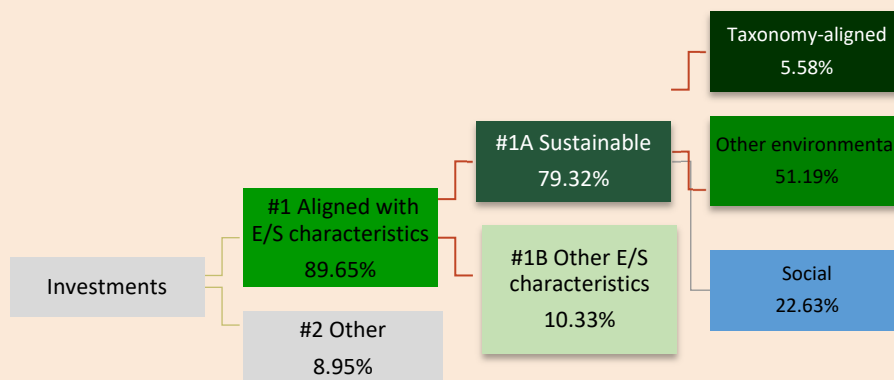 Taxonomy-aligned
5.58%
#1A Sustainable
79.32%
Other environmenta
51.19%
#1 Aligned with
E/S characteristics
89.65%
#1B Other E/S
characteristics
10.33%
Social
22.63%
Investments
#2 Other
8.95%